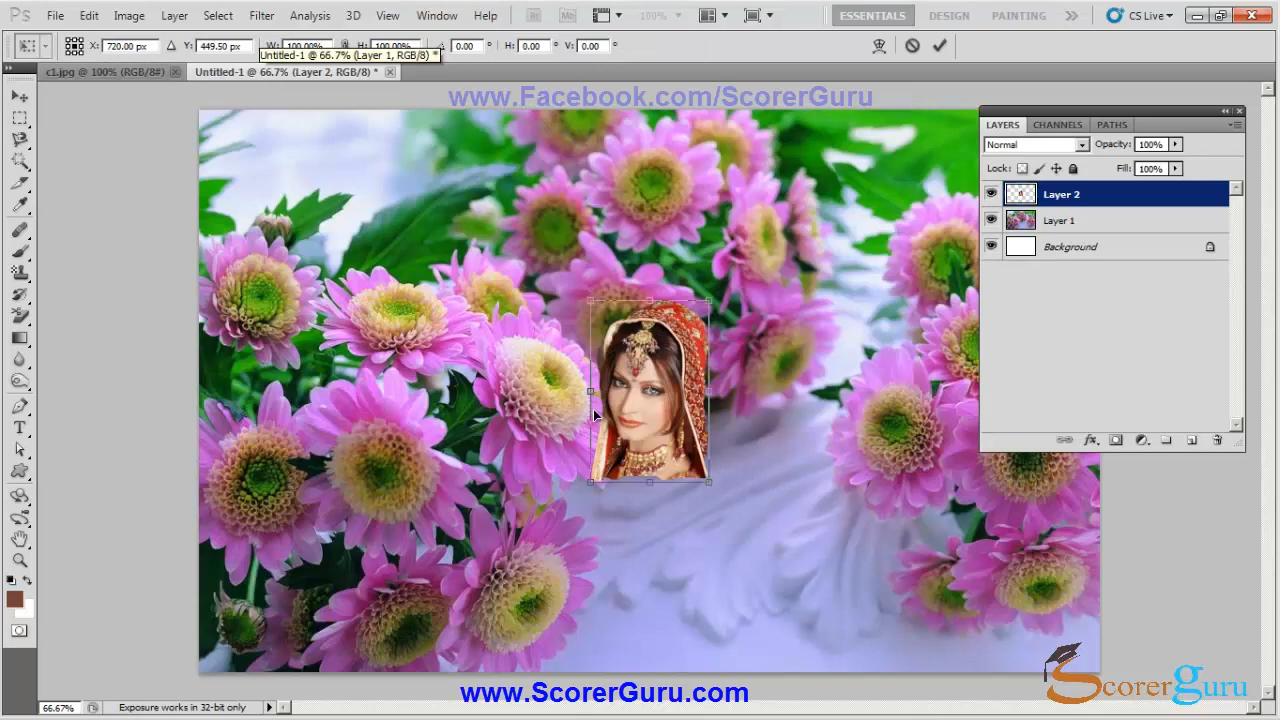 Ps File Edit Image Layer Select Filter Analysis 3D View Window Help Br Mb 100% ESSENTIALS DESIGN PAINTING CS Live
X: 720.00 px Y: 449.50 px W: 100.00% H: 100.00% 0.00 ° H: 0.00 ° V: 0.00 °
Untitled-1 @ 66.7% (Layer 1, RGB/8) *
c1.jpg @ 100% (RGB/8#) Untitled-1 @ 66.7% (Layer 2, RGB/8) *
www.Facebook.com/ScorerGuru
LAYERS CHANNELS PATHS
Normal Opacity: 100%
Lock: Fill: 100%
Layer 2
Layer 1
Background
fx.
Scorerguru
www.ScorerGuru.com
66.67% Exposure works in 32-bit only